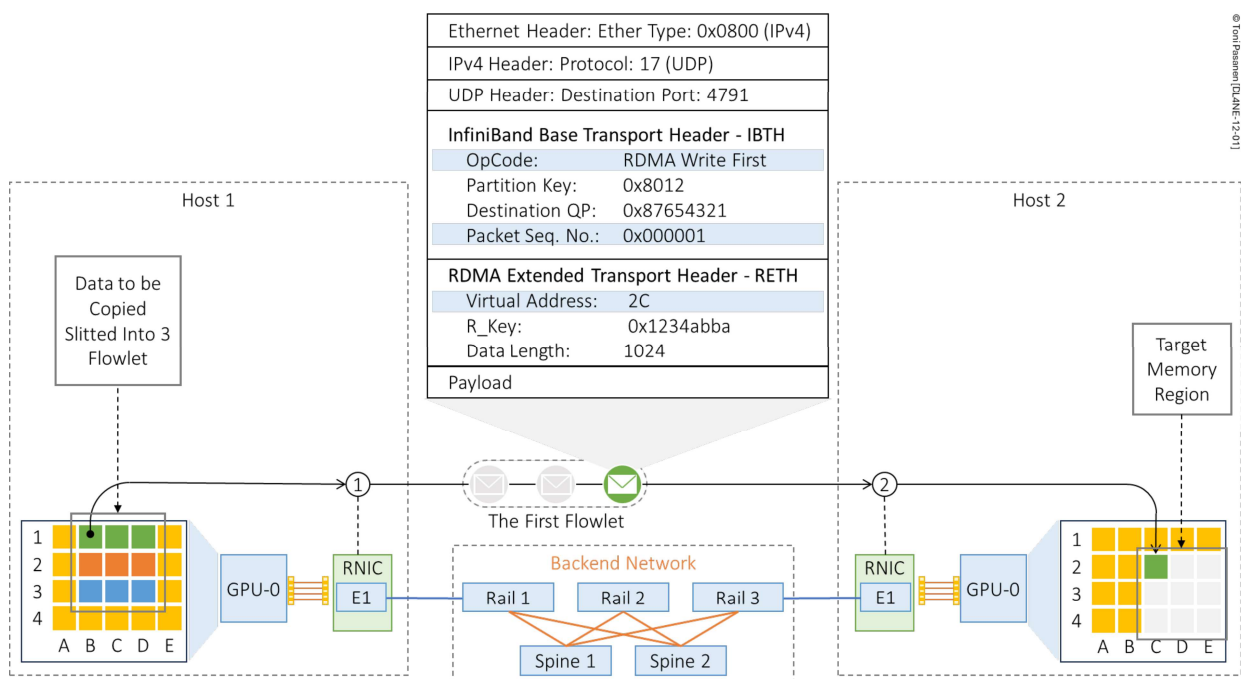 © Toni Pasanen [DL4NE-12-01]
Ethernet Header: Ether Type: 0x0800 (IPv4)
IPv4 Header: Protocol: 17 (UDP)
UDP Header: Destination Port: 4791
InfiniBand Base Transport Header - IBTH
OpCode: RDMA Write First
Partition Key: 0x8012
Destination QP: 0x87654321
Packet Seq. No.: 0x000001
RDMA Extended Transport Header - RETH
Virtual Address: 2C
R_Key: 0x1234abba
Data Length: 1024
Payload
Host 1
Data to be
Copied
Slitted Into 3
Flowlet
Host 2
Target
Memory
Region
1
2
The First Flowlet
1
2
3
4
A B C D E
GPU-0
RNIC
E1
Backend Network
Rail 1 Rail 2 Rail 3
Spine 1 Spine 2
RNIC
E1
GPU-0
1
2
3
4
A B C D E